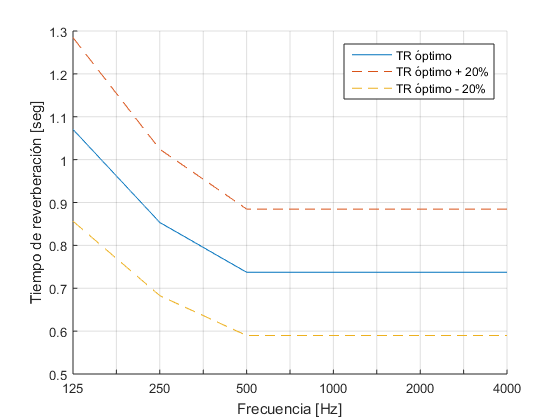 1.3
1.2
1.1
1
0.9
0.8
0.7
0.6
0.5
Tiempo de reverberación [seg]
TR óptimo
TR óptimo + 20%
TR óptimo - 20%
125 250 500 1000 2000 4000
Frecuencia [Hz]